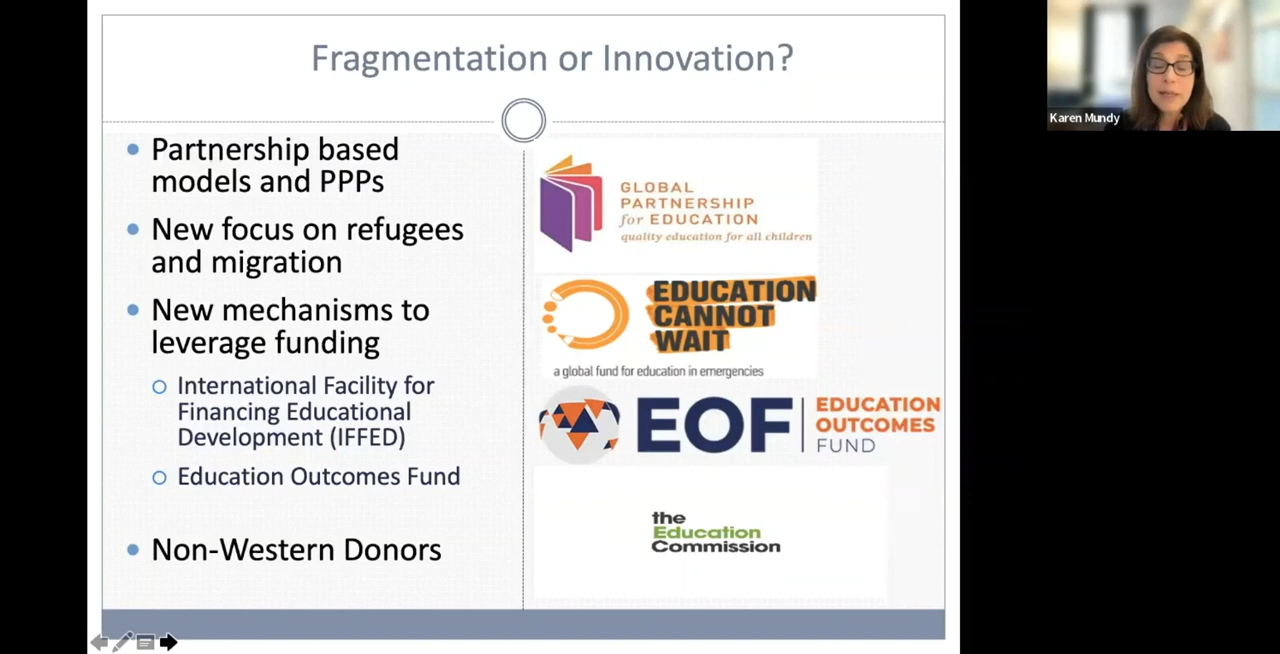 Fragmentation or Innovation?
Karen Mundy
Partnership based
models and PPPs
New focus on refugees
and migration
New mechanisms to
leverage funding
International Facility for
Financing Educational
Development (IFFED)
Education Outcomes Fund
Non-Western Donors
GLOBAL
PARTNERSHIP
for EDUCATION
quality education for all children
EDUCATION
CANNOT
WAIT
a global fund for education in emergencies
EOF
EDUCATION
OUTCOMES
FUND
the
Education
Commission